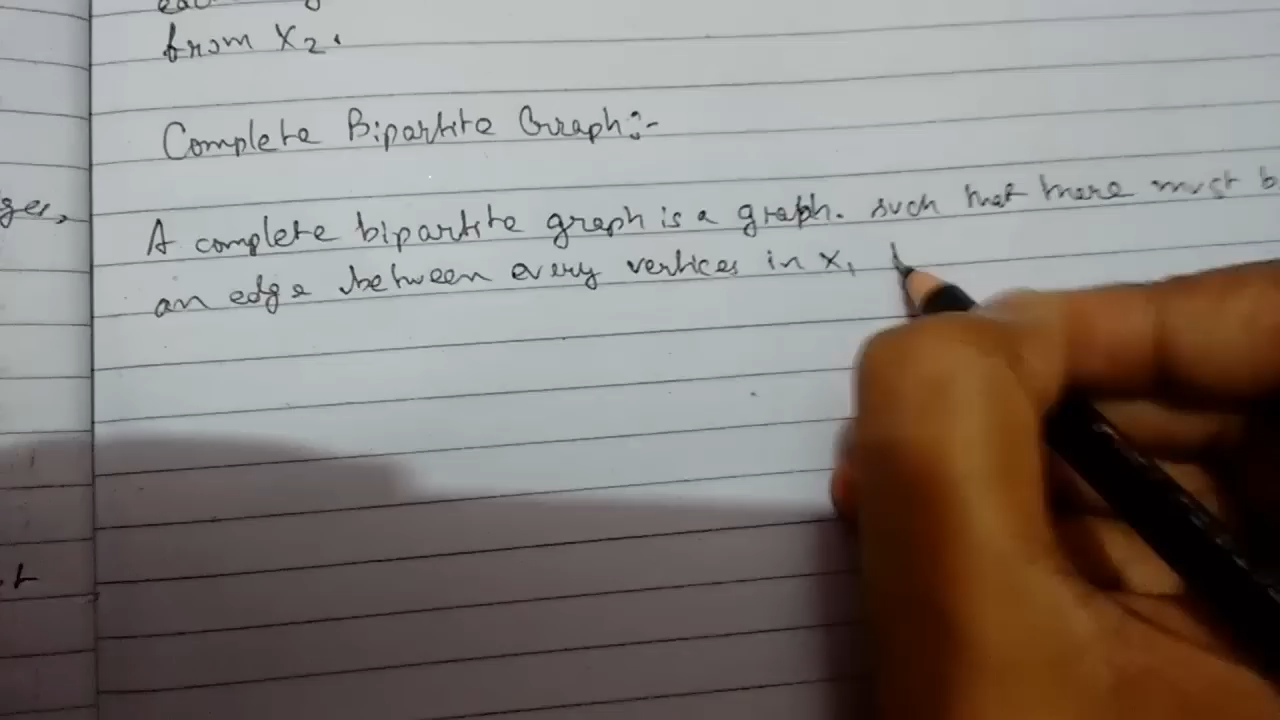 from X2.
Complete Bipartite Graph:-
ges,
A complete bipartite graph is a graph. such that there must b
an edge between every vertices in X1